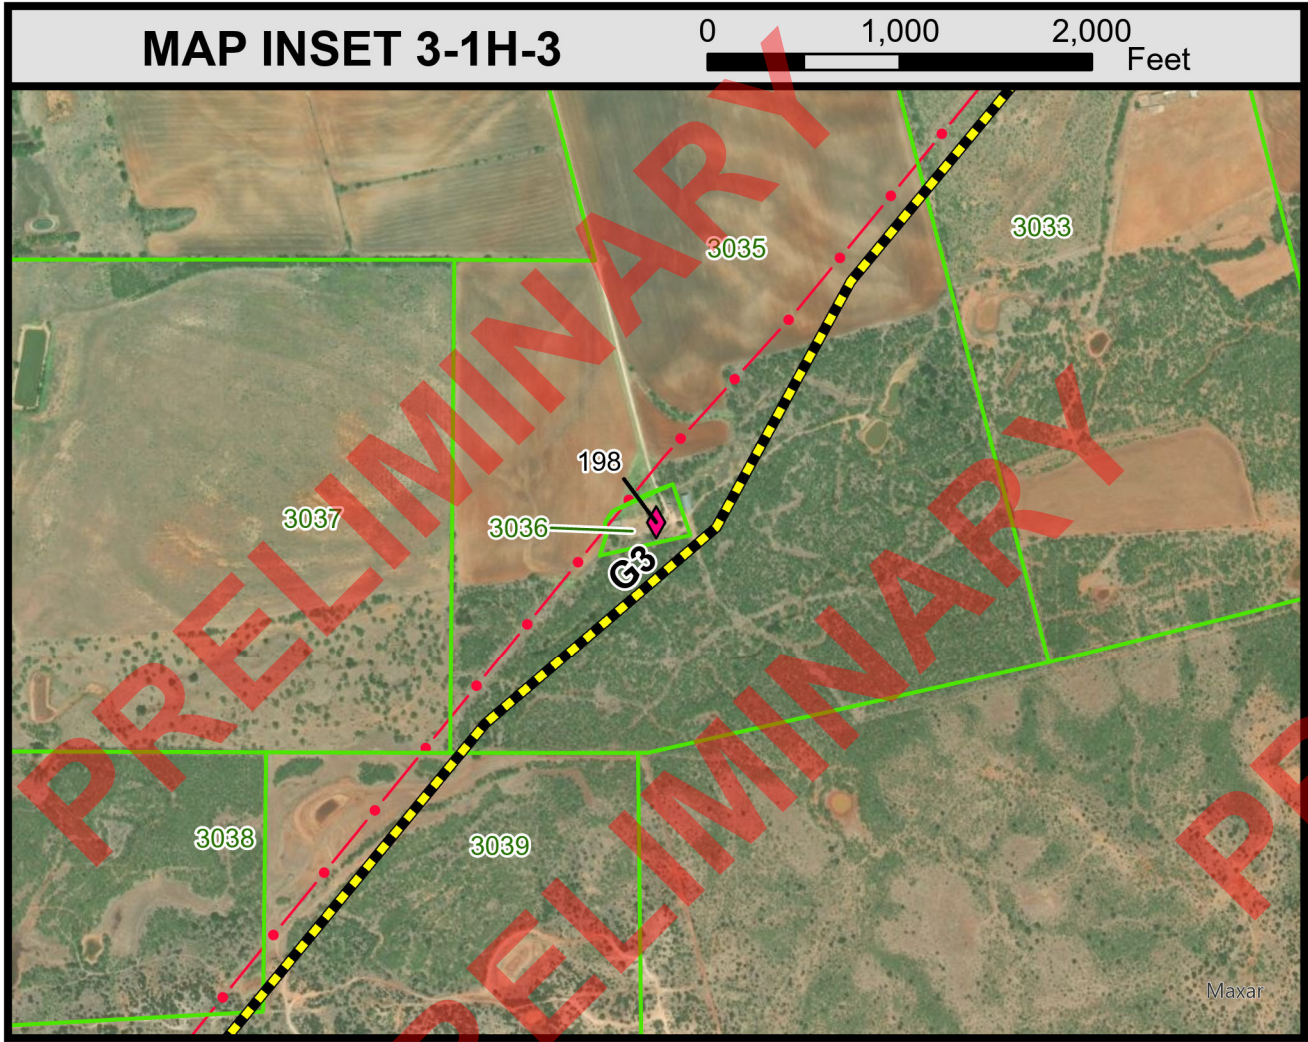 MAP INSET 3-1H-3
0 1,000 2,000
Feet
PRELIMINARY
3035
3033
198
3037
3036
G3
PRELIMINARY
3038
3039
PR
Maxar